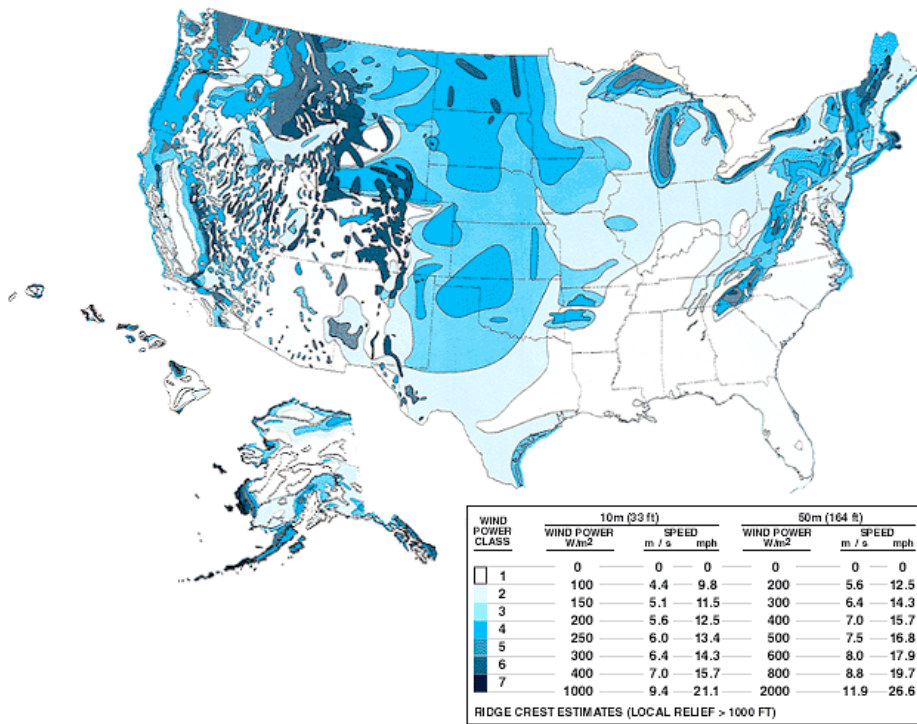 WIND POWER CLASS 10m (33 ft) 50m (164 ft)
WIND POWER W/m² SPEED m / s mph WIND POWER W/m² SPEED m / s mph
0 0 0 0 0 0
1
100 4.4 9.8 200 5.6 12.5
2
150 5.1 11.5 300 6.4 14.3
3
200 5.6 12.5 400 7.0 15.7
4
250 6.0 13.4 500 7.5 16.8
5
300 6.4 14.3 600 8.0 17.9
6
400 7.0 15.7 800 8.8 19.7
7
1000 9.4 21.1 2000 11.9 26.6
RIDGE CREST ESTIMATES (LOCAL RELIEF > 1000 FT)